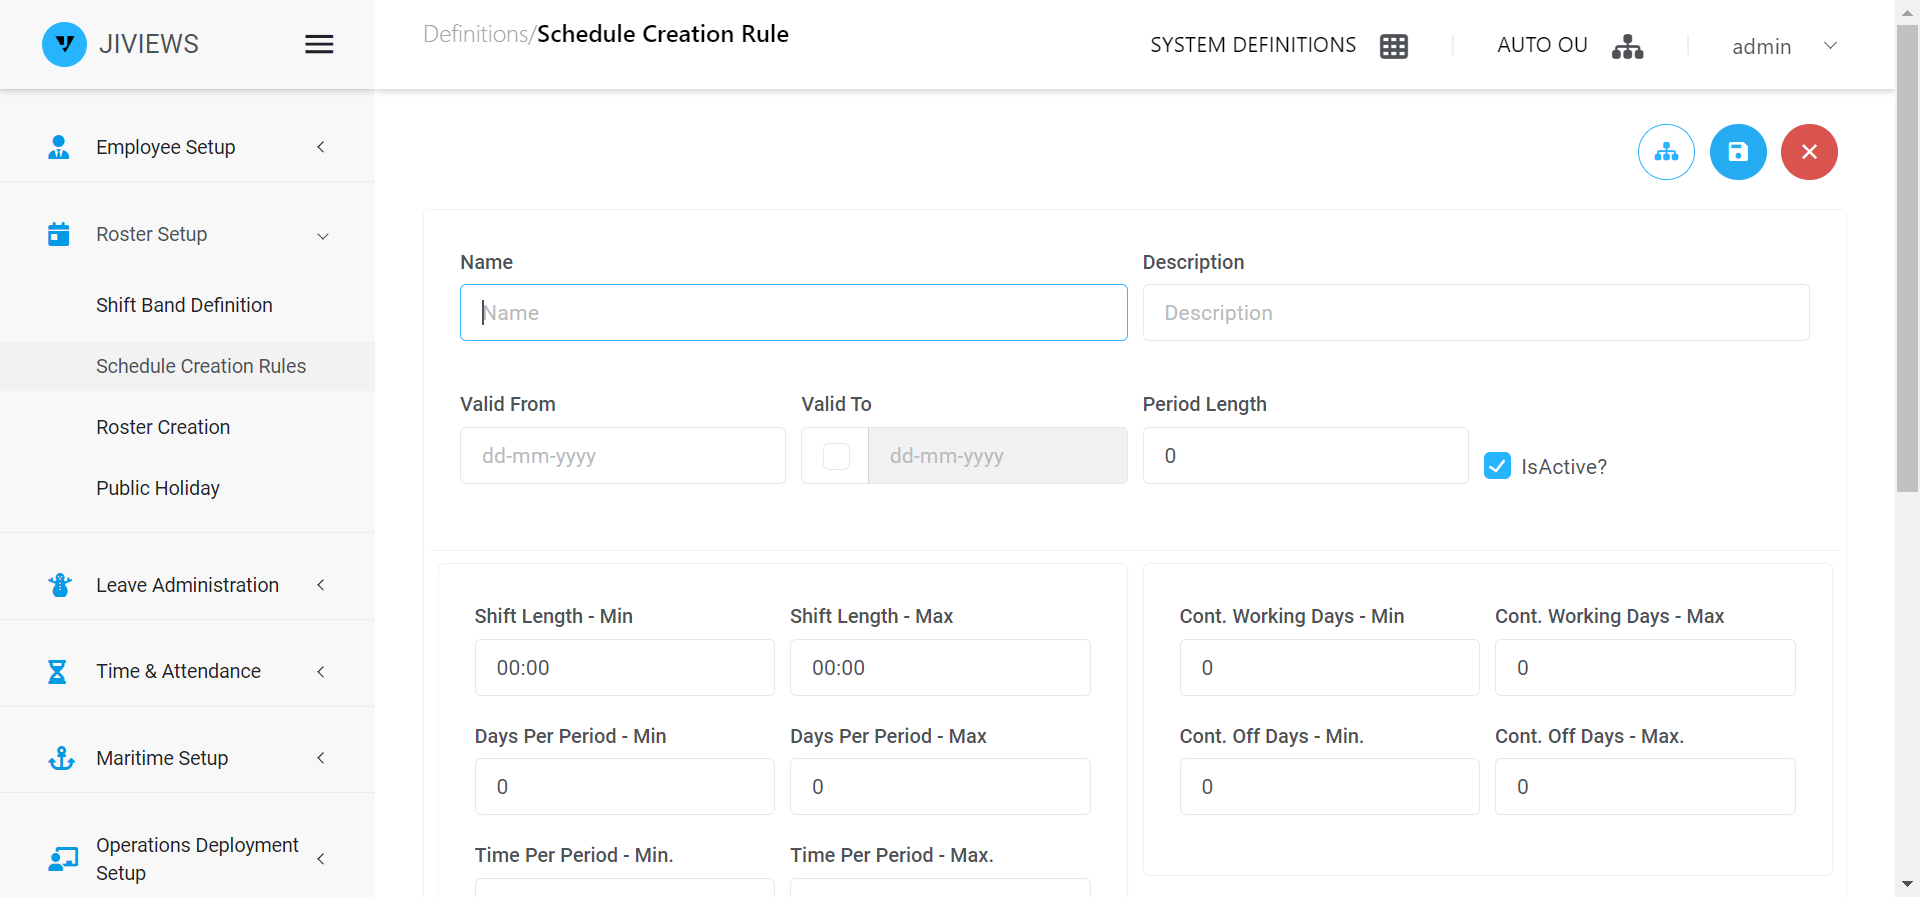 JIVIEWS
Definitions/Schedule Creation Rule
SYSTEM DEFINITIONS
AUTO OU
admin
Employee Setup
Roster Setup
Shift Band Definition
Schedule Creation Rules
Roster Creation
Public Holiday
Leave Administration
Time & Attendance
Maritime Setup
Operations Deployment
Setup
Name
Description
Name
Description
Valid From
Valid To
Period Length
dd-mm-yyyy
dd-mm-yyyy
0
IsActive?
Shift Length - Min
Shift Length - Max
00:00
00:00
Days Per Period - Min
Days Per Period - Max
0
0
Time Per Period - Min.
Time Per Period - Max.
Cont. Working Days - Min
Cont. Working Days - Max
0
0
Cont. Off Days - Min.
Cont. Off Days - Max.
0
0